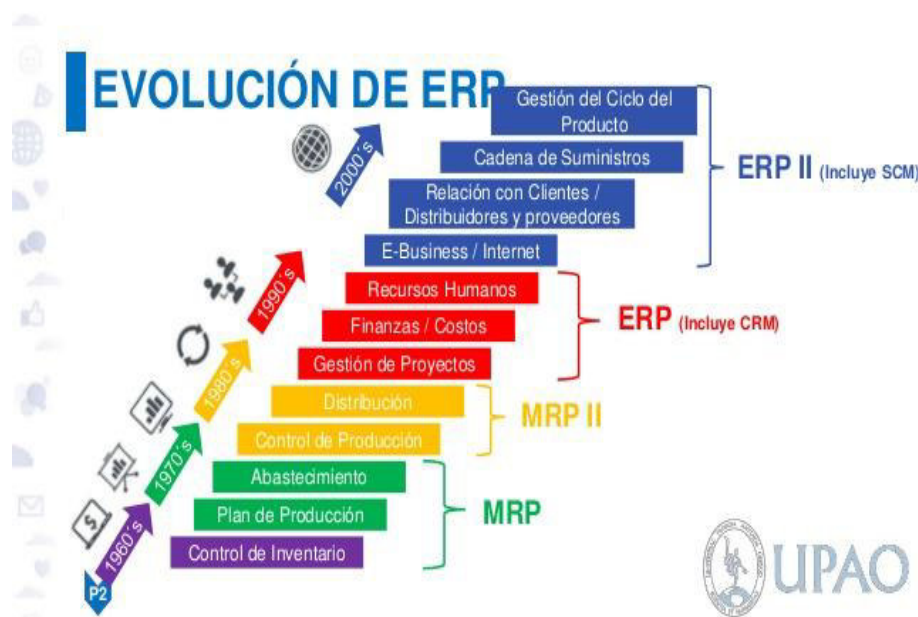 EVOLUCIÓN DE ERP
Gestión del Ciclo del
Producto
Cadena de Suministros
Relación con Clientes /
Distribuidores y proveedores
E-Business / Internet
ERP II (Incluye SCM)
Recursos Humanos
Finanzas / Costos
Gestión de Proyectos
ERP (Incluye CRM)
Distribución
Control de Producción
MRP II
Abastecimiento
Plan de Producción
Control de Inventario
MRP
2000´s
1990´s
1980´s
1970´s
1960´s
$
P2
UPAO